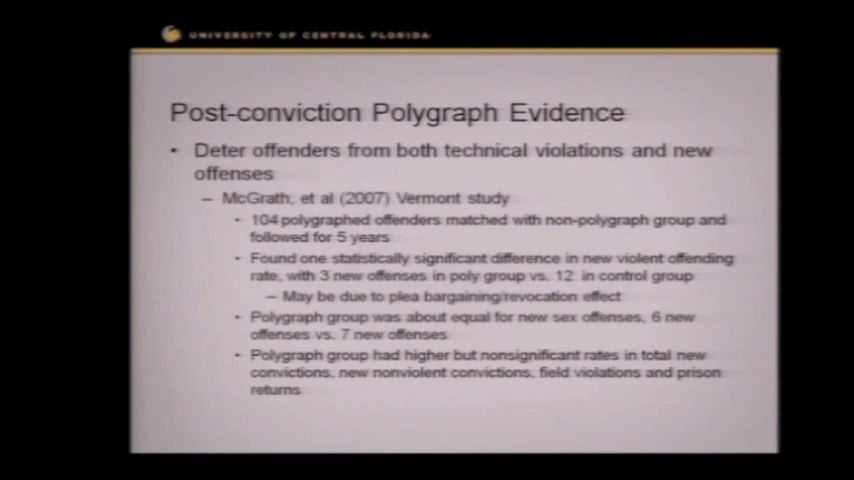 UNIVERSITY OF CENTRAL FLORIDA
Post-conviction Polygraph Evidence
• Deter offenders from both technical violations and new
offenses
– McGrath, et al (2007) Vermont study
• 104 polygraphed offenders matched with non-polygraph group and
followed for 5 years
• Found one statistically significant difference in new violent offending
rate, with 3 new offenses in poly group vs. 12 in control group
– May be due to plea bargaining/revocation effect
• Polygraph group was about equal for new sex offenses, 6 new
offenses vs. 7 new offenses
• Polygraph group had higher but nonsignificant rates in total new
convictions, new nonviolent convictions, field violations and prison
returns